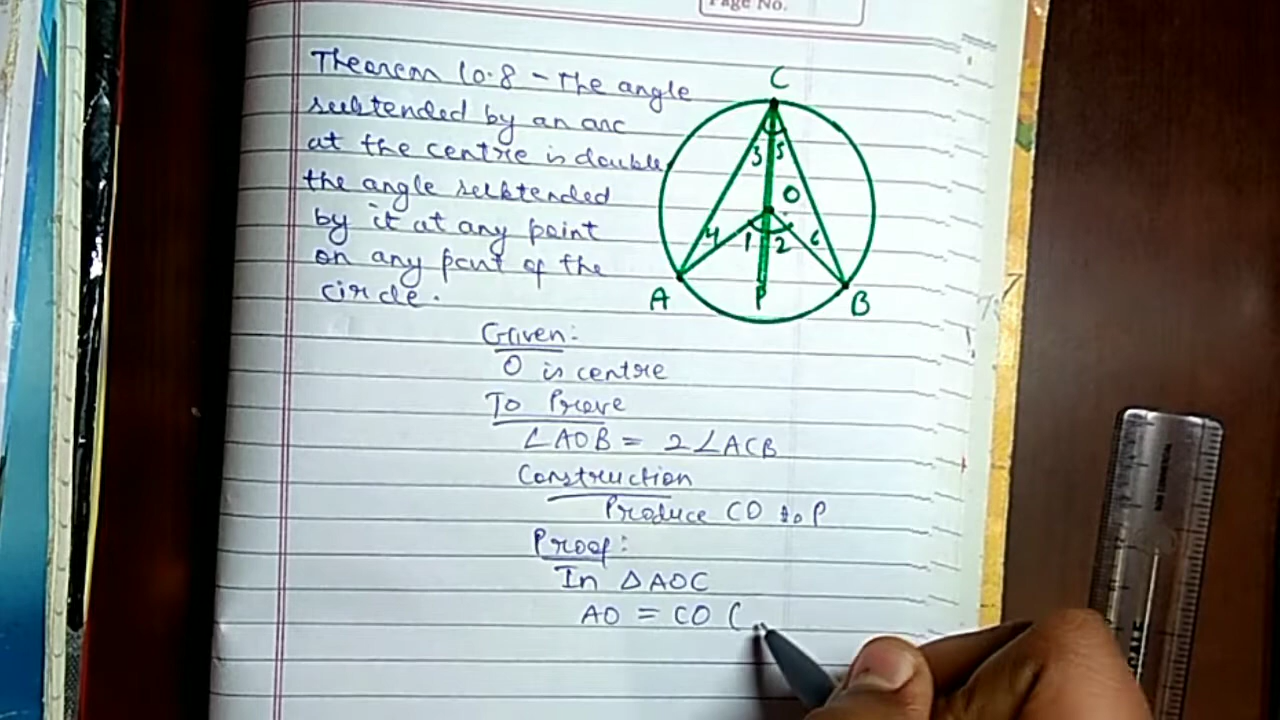 Page No.
Theorem 10.8 - The angle
subtended by an arc
at the centre is double
the angle subtended
by it at any point
on any part of the
circle.
C
3 5
O
4 1 2 6
A P B
Given:
O is centre
To Prove
∠AOB = 2∠ACB
Construction
Produce CO to P
Proof:
In △AOC
AO = CO (